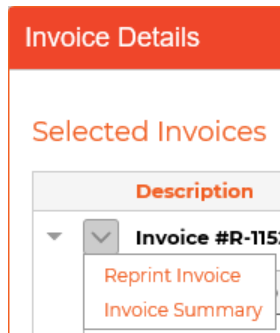 Invoice Details
Selected Invoices
Description
Invoice #R-115
Reprint Invoice
Invoice Summary